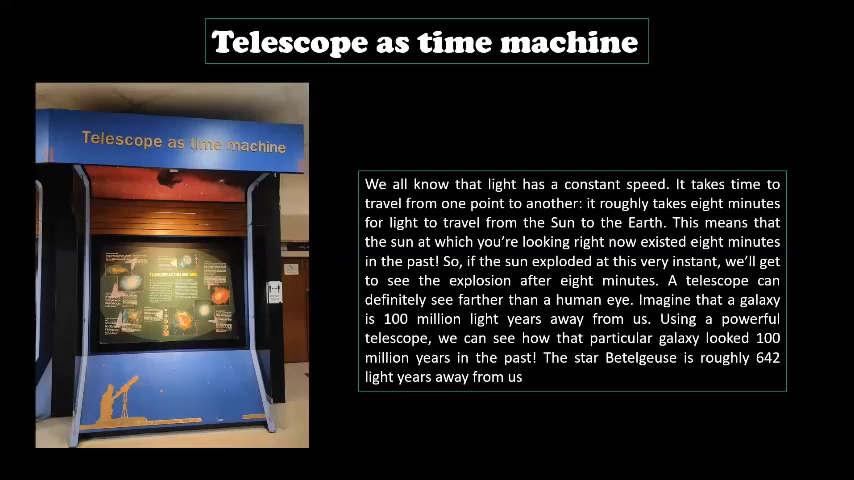 Telescope as time machine
Telescope as time machine
TELESCOPE AS TIME MACHINE
We all know that light has a constant speed. It takes time to
travel from one point to another: it roughly takes eight minutes
for light to travel from the Sun to the Earth. This means that
the sun at which you’re looking right now existed eight minutes
in the past! So, if the sun exploded at this very instant, we’ll get
to see the explosion after eight minutes. A telescope can
definitely see farther than a human eye. Imagine that a galaxy
is 100 million light years away from us. Using a powerful
telescope, we can see how that particular galaxy looked 100
million years in the past! The star Betelgeuse is roughly 642
light years away from us